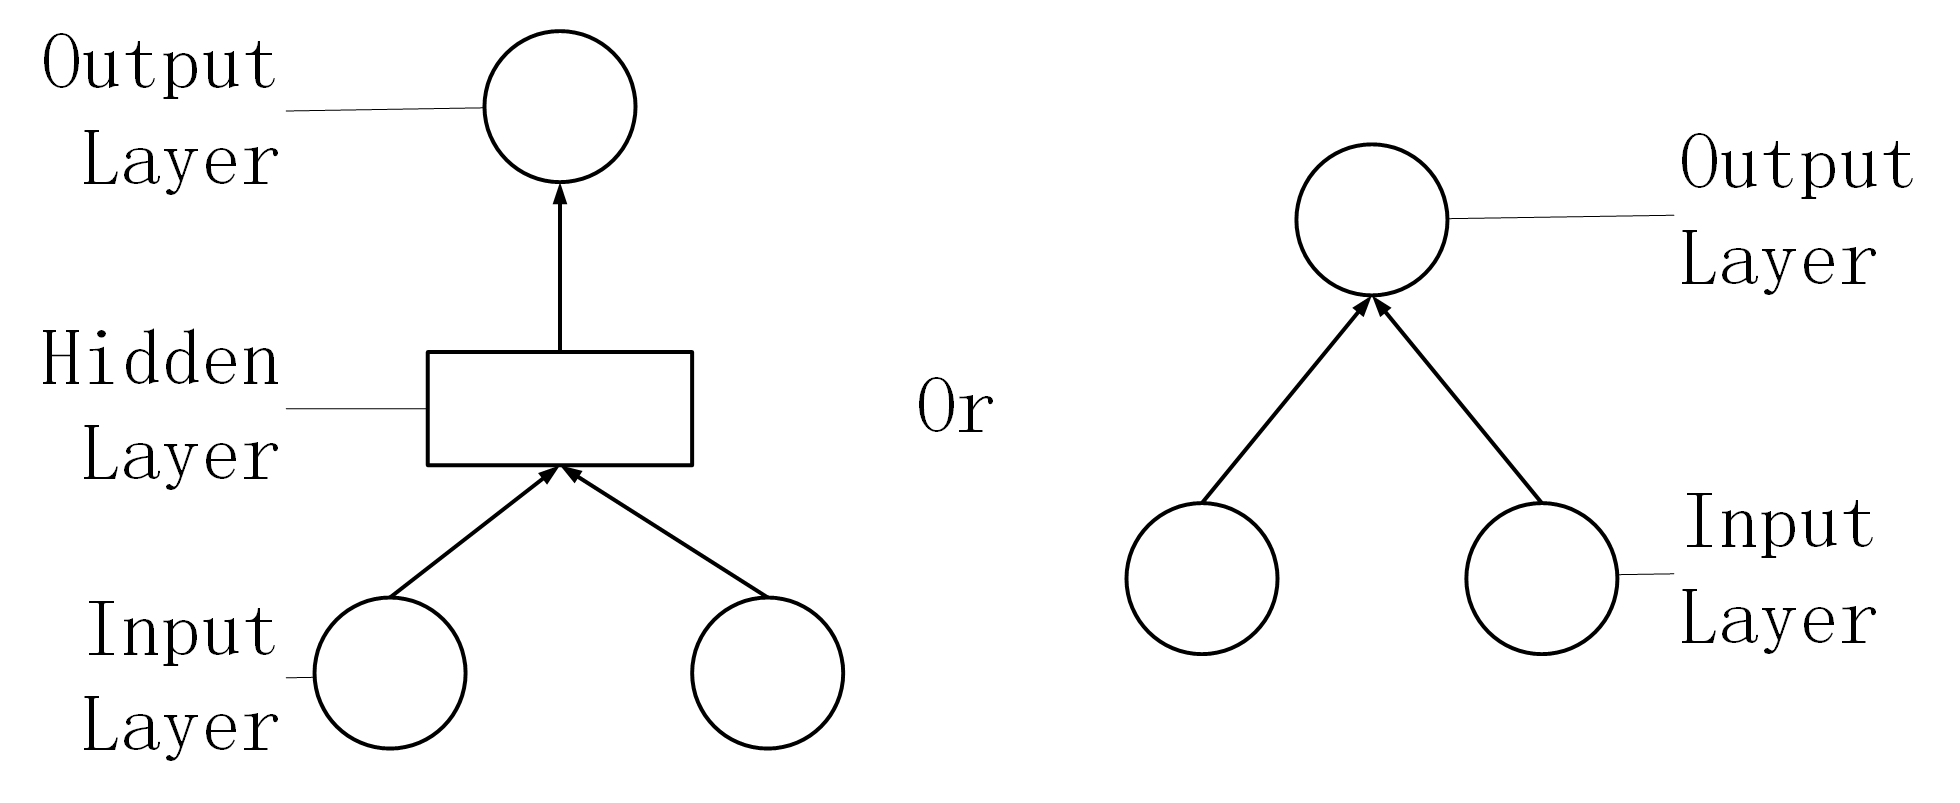 Output
Layer
Hidden
Layer
Input
Layer
Or
Output
Layer
Input
Layer